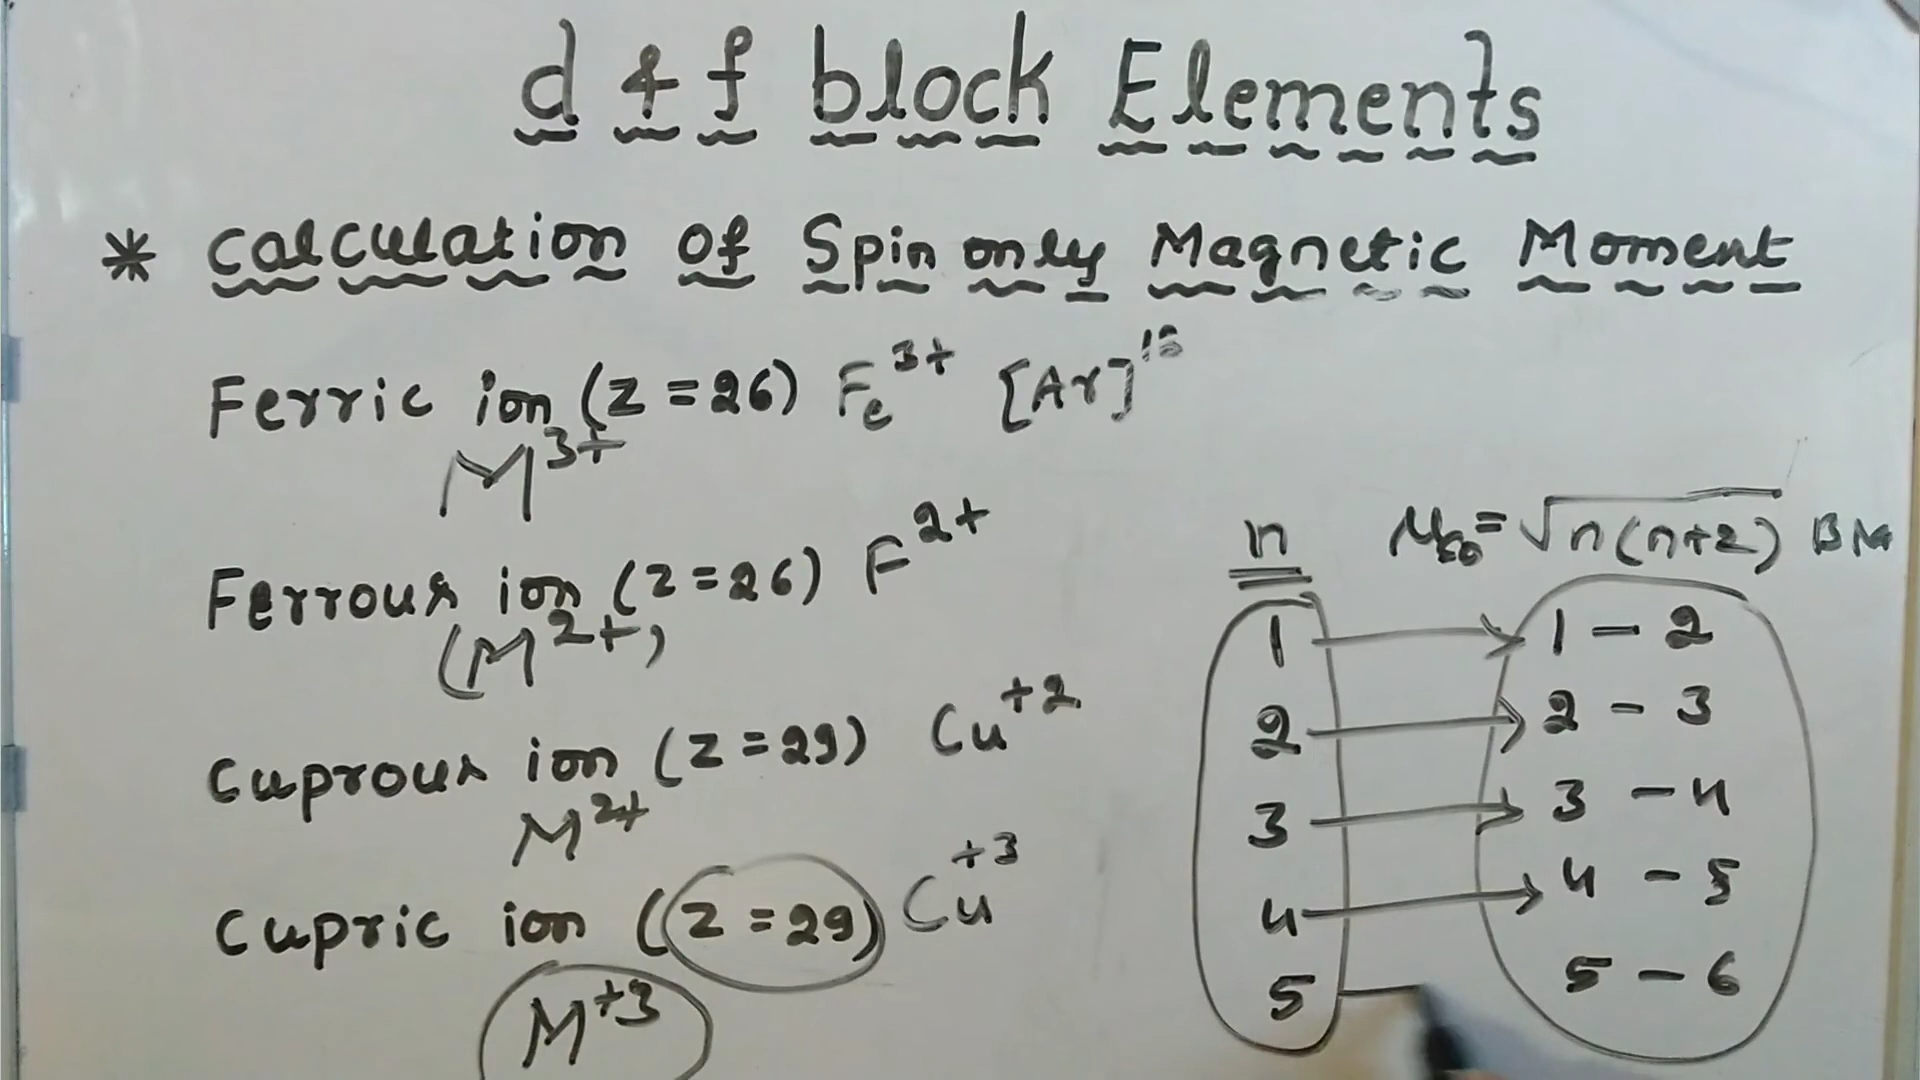 d & f block Elements
* Calculation of Spin only Magnetic Moment
Ferric ion (Z = 26) Fe³⁺ [Ar]¹⁸
M³⁺
Ferrous ion (Z = 26) F²⁺
(M²⁺)
Cuprous ion (Z = 29) Cu⁺²
M²⁺
Cupric ion (Z = 29) Cu⁺³
M⁺³
n = √n(n+2) BM
1 → 1 – 2
2 → 2 – 3
3 → 3 – 4
4 → 4 – 5
5 5 – 6